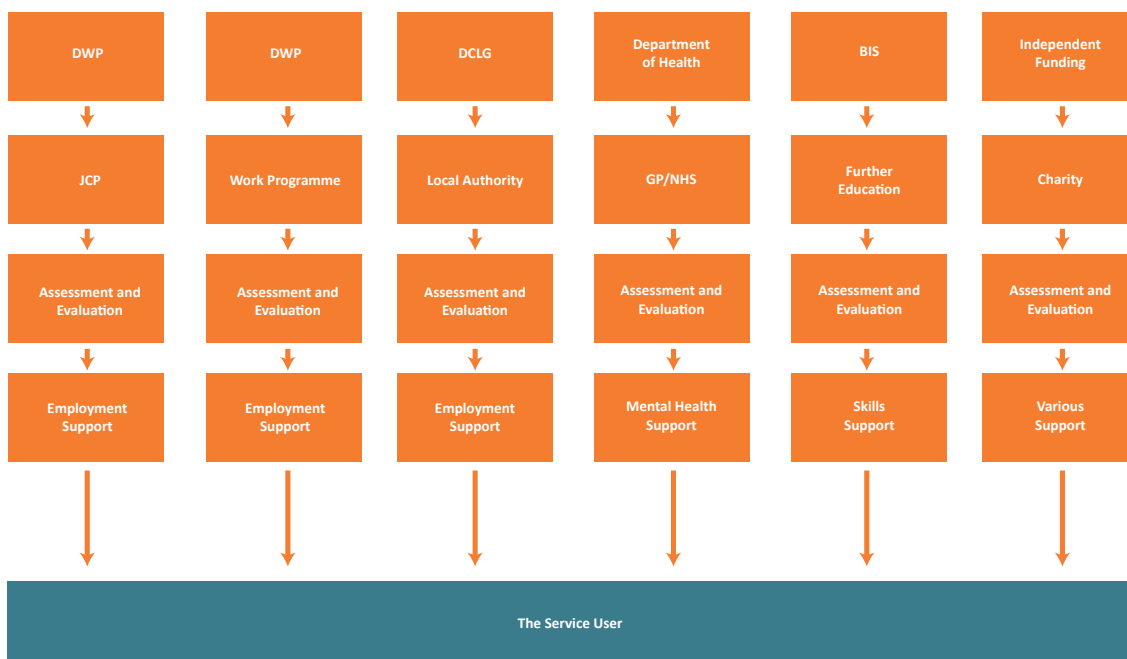 DWP
DWP
DCLG
Department
of Health
BIS
Independent
Funding
JCP
Work Programme
Local Authority
GP/NHS
Further
Education
Charity
Assessment and
Evaluation
Assessment and
Evaluation
Assessment and
Evaluation
Assessment and
Evaluation
Assessment and
Evaluation
Assessment and
Evaluation
Employment
Support
Employment
Support
Employment
Support
Mental Health
Support
Skills
Support
Various
Support
The Service User